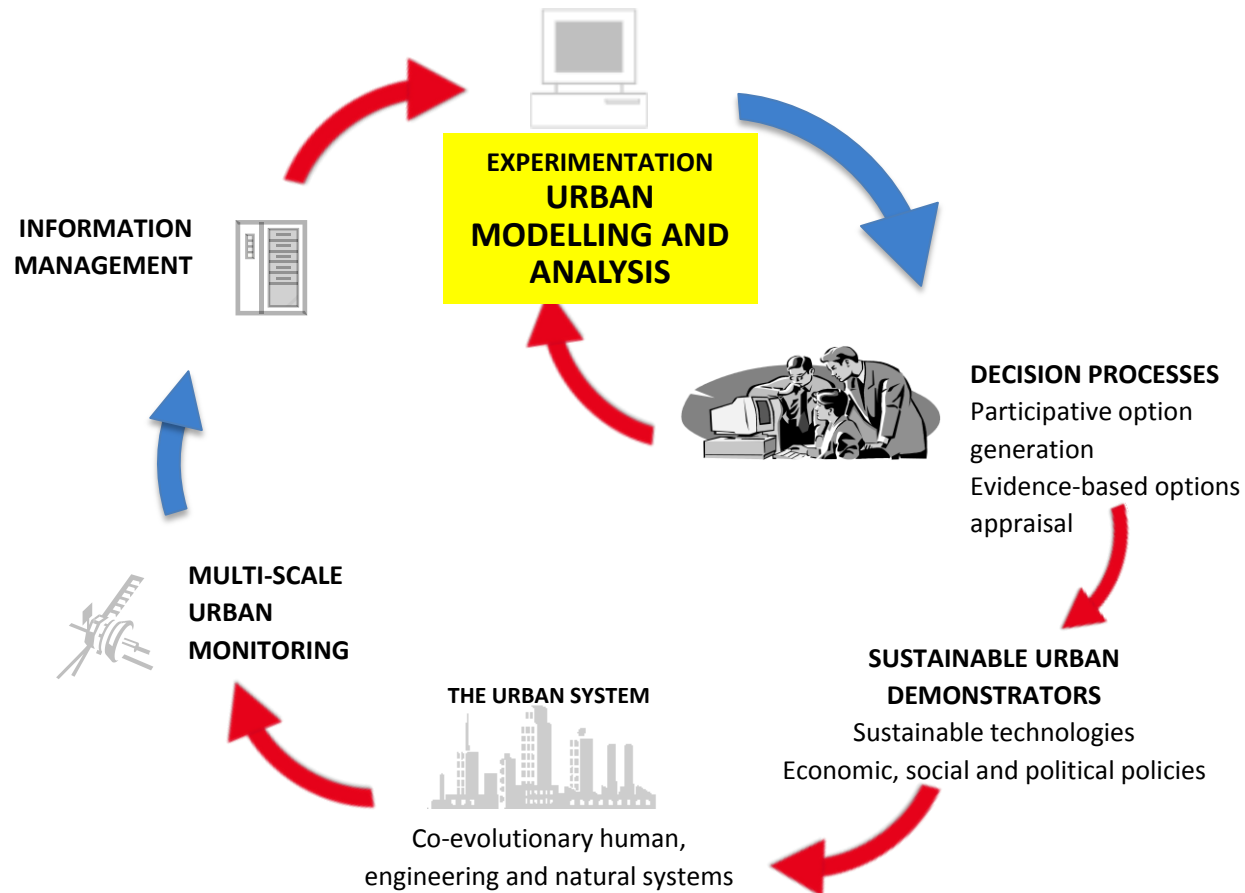 EXPERIMENTATION
URBAN
MODELLING AND
ANALYSIS
INFORMATION
MANAGEMENT
DECISION PROCESSES
Participative option
generation
Evidence-based options
appraisal
MULTI-SCALE
URBAN
MONITORING
SUSTAINABLE URBAN
DEMONSTRATORS
Sustainable technologies
Economic, social and political policies
THE URBAN SYSTEM
Co-evolutionary human,
engineering and natural systems